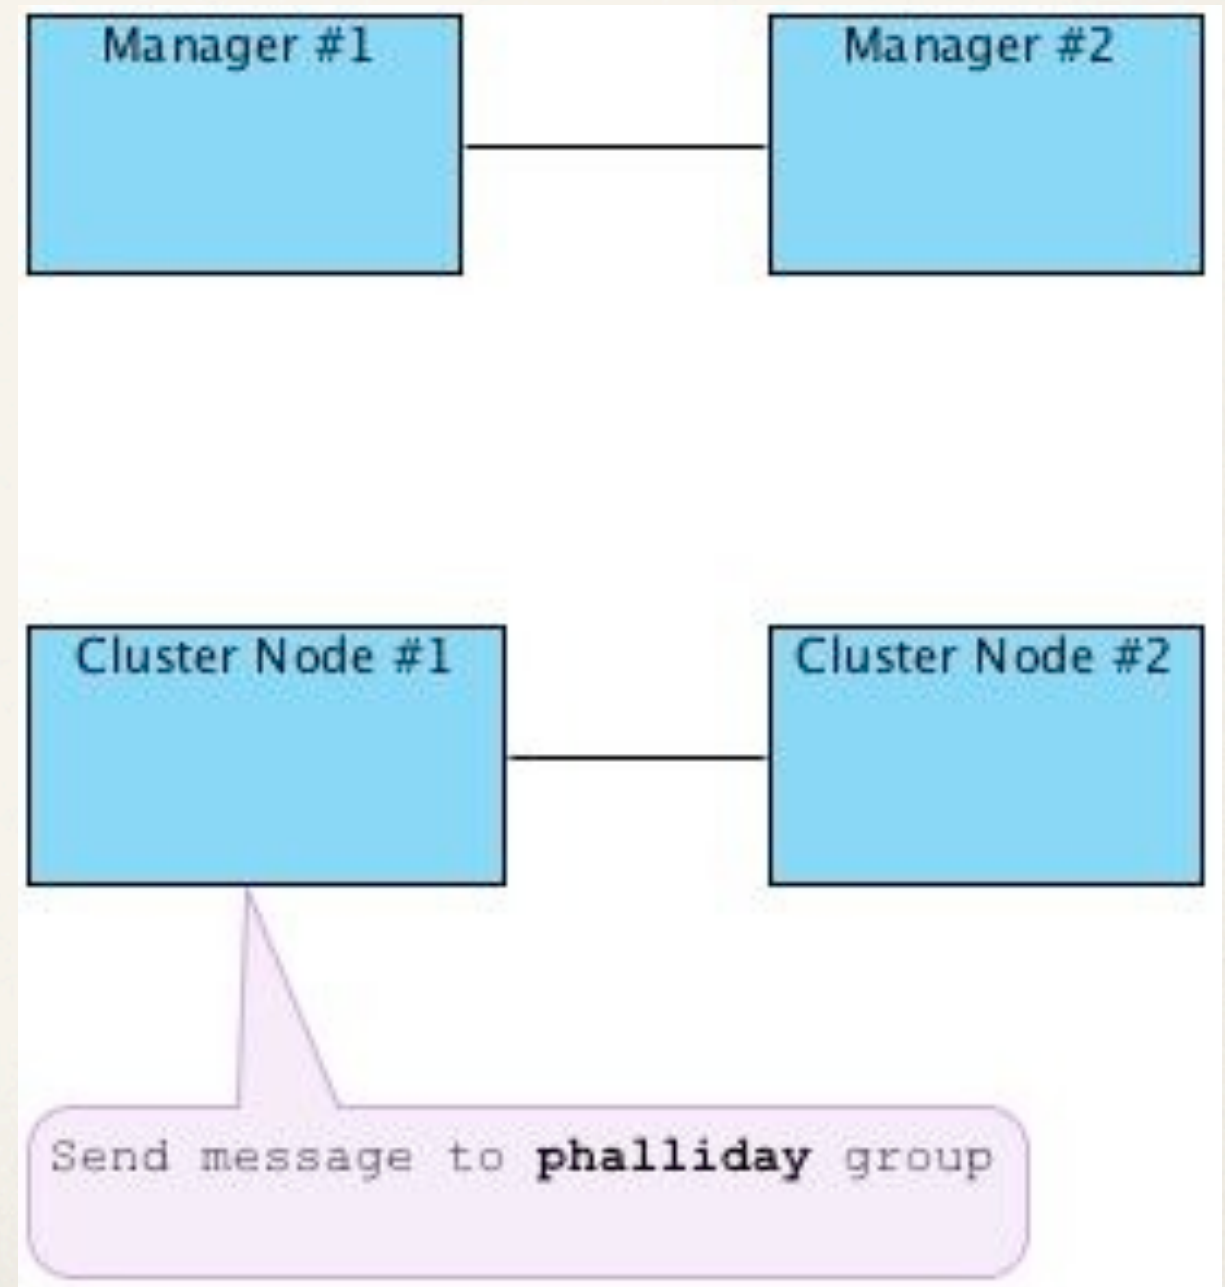 Manager #1
Manager #2
Cluster Node #1
Cluster Node #2
Send message to phalliday group